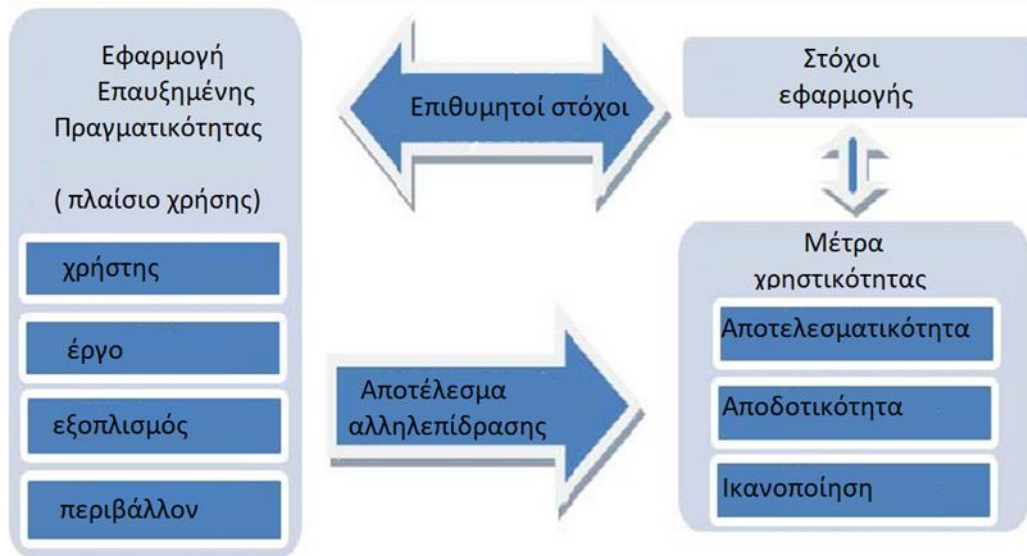 Εφαρμογή
Επαυξημένης
Πραγματικότητας
( πλαίσιο χρήσης)
χρήστης
έργο
εξοπλισμός
περιβάλλον
Επιθυμητοί στόχοι
Αποτέλεσμα
αλληλεπίδρασης
Στόχοι
εφαρμογής
Μέτρα
χρηστικότητας
Αποτελεσματικότητα
Αποδοτικότητα
Ικανοποίηση